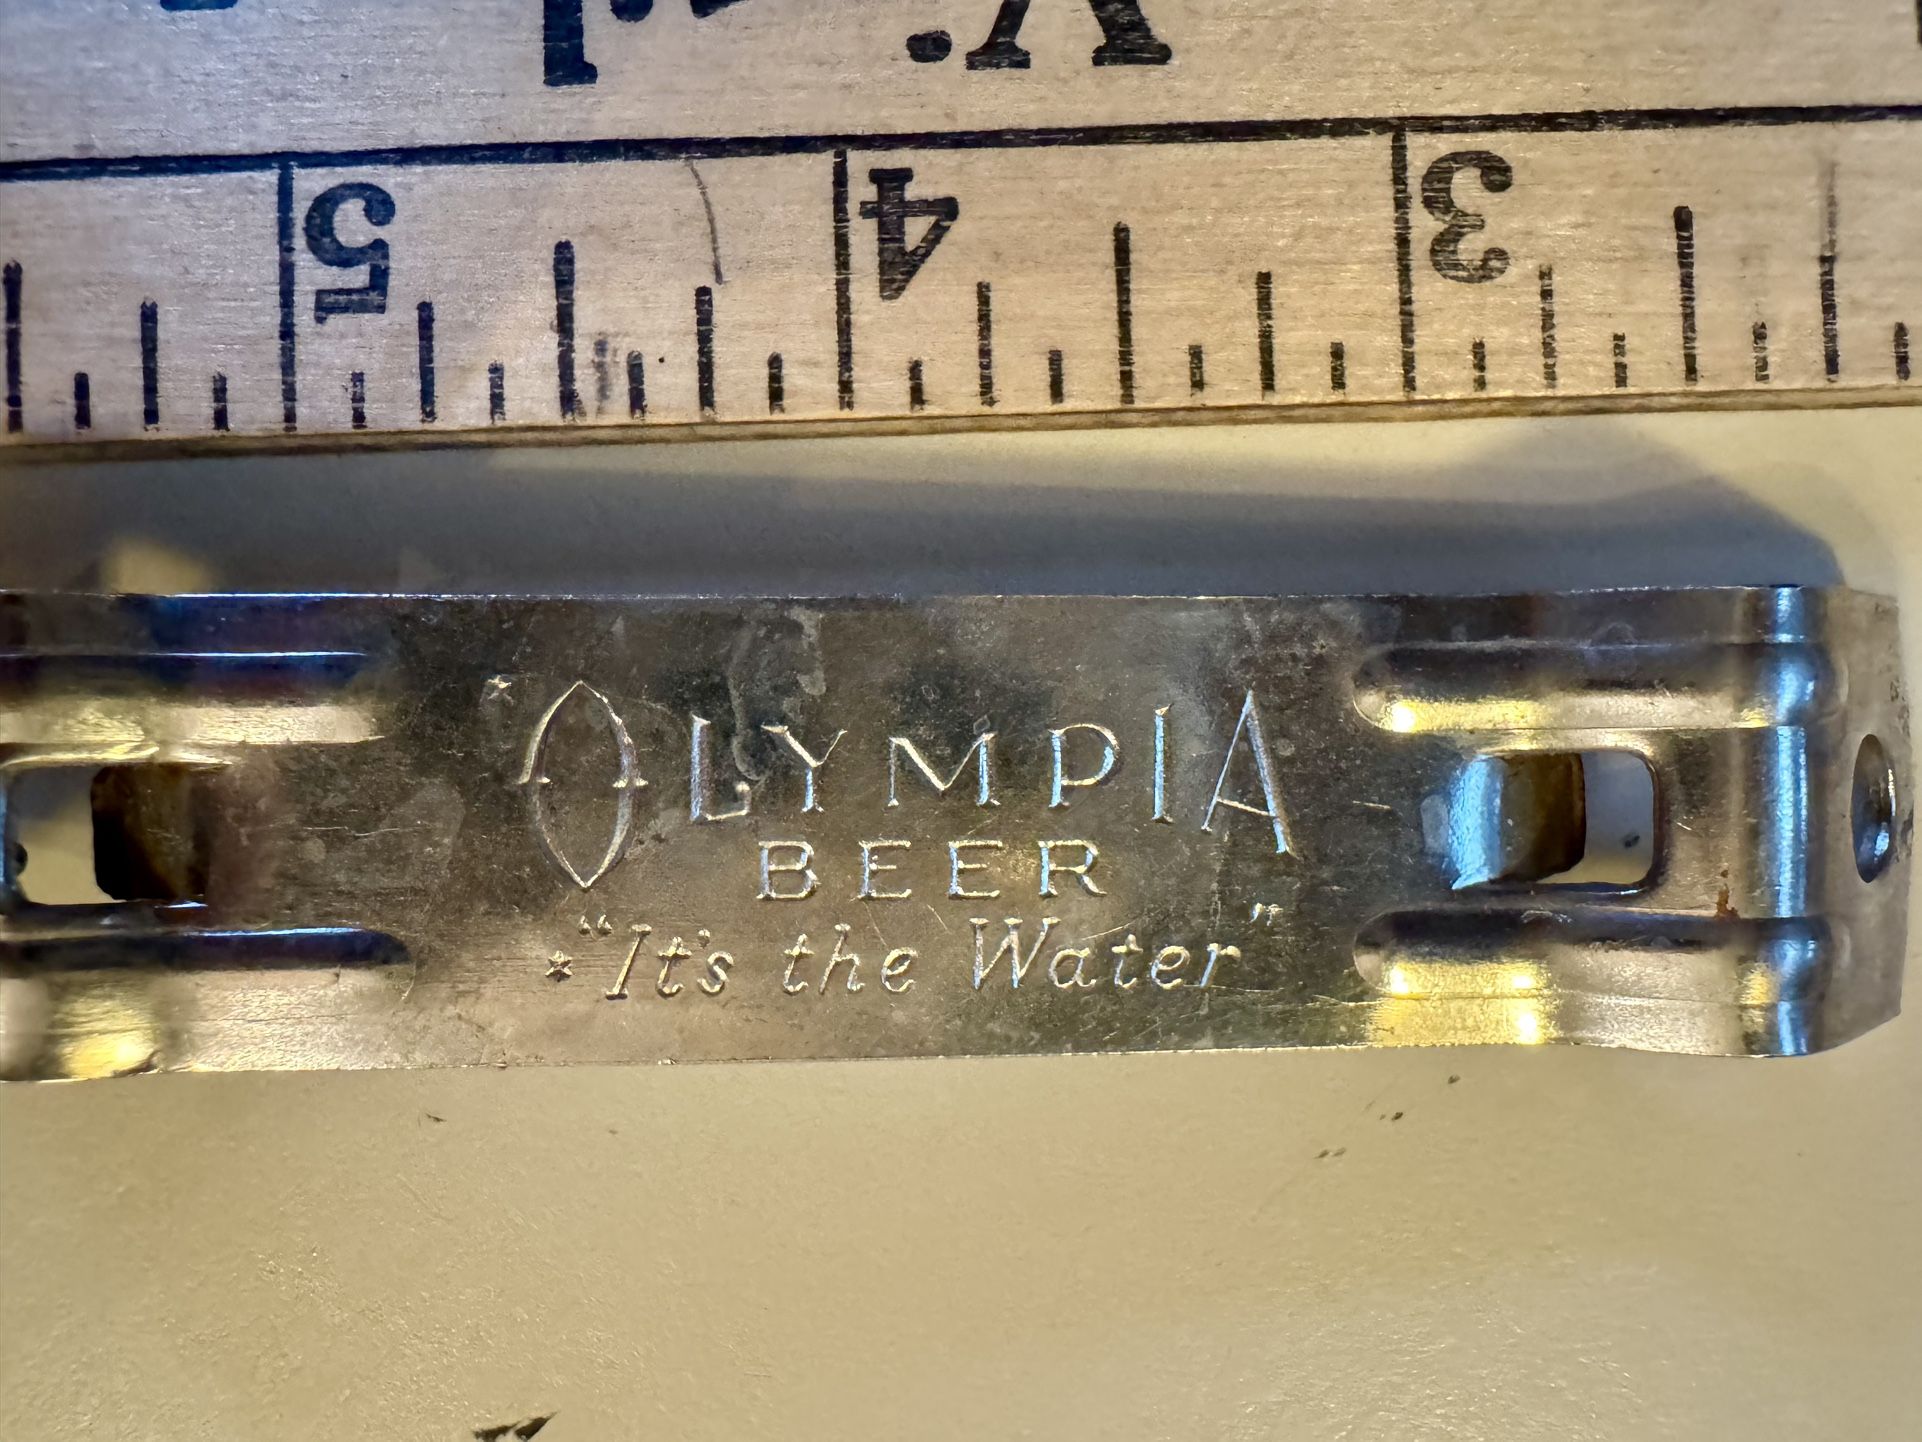 5 4 3
OLYMPIA
BEER
* "It's the Water"